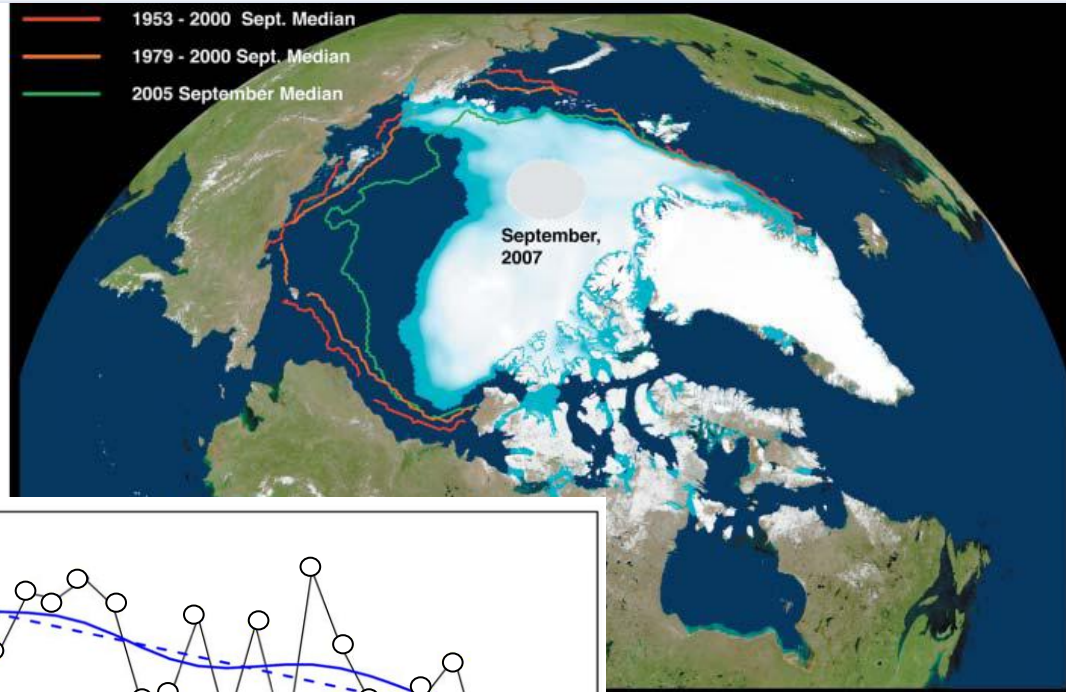 1953 - 2000 Sept. Median
1979 - 2000 Sept. Median
2005 September Median
September,
2007